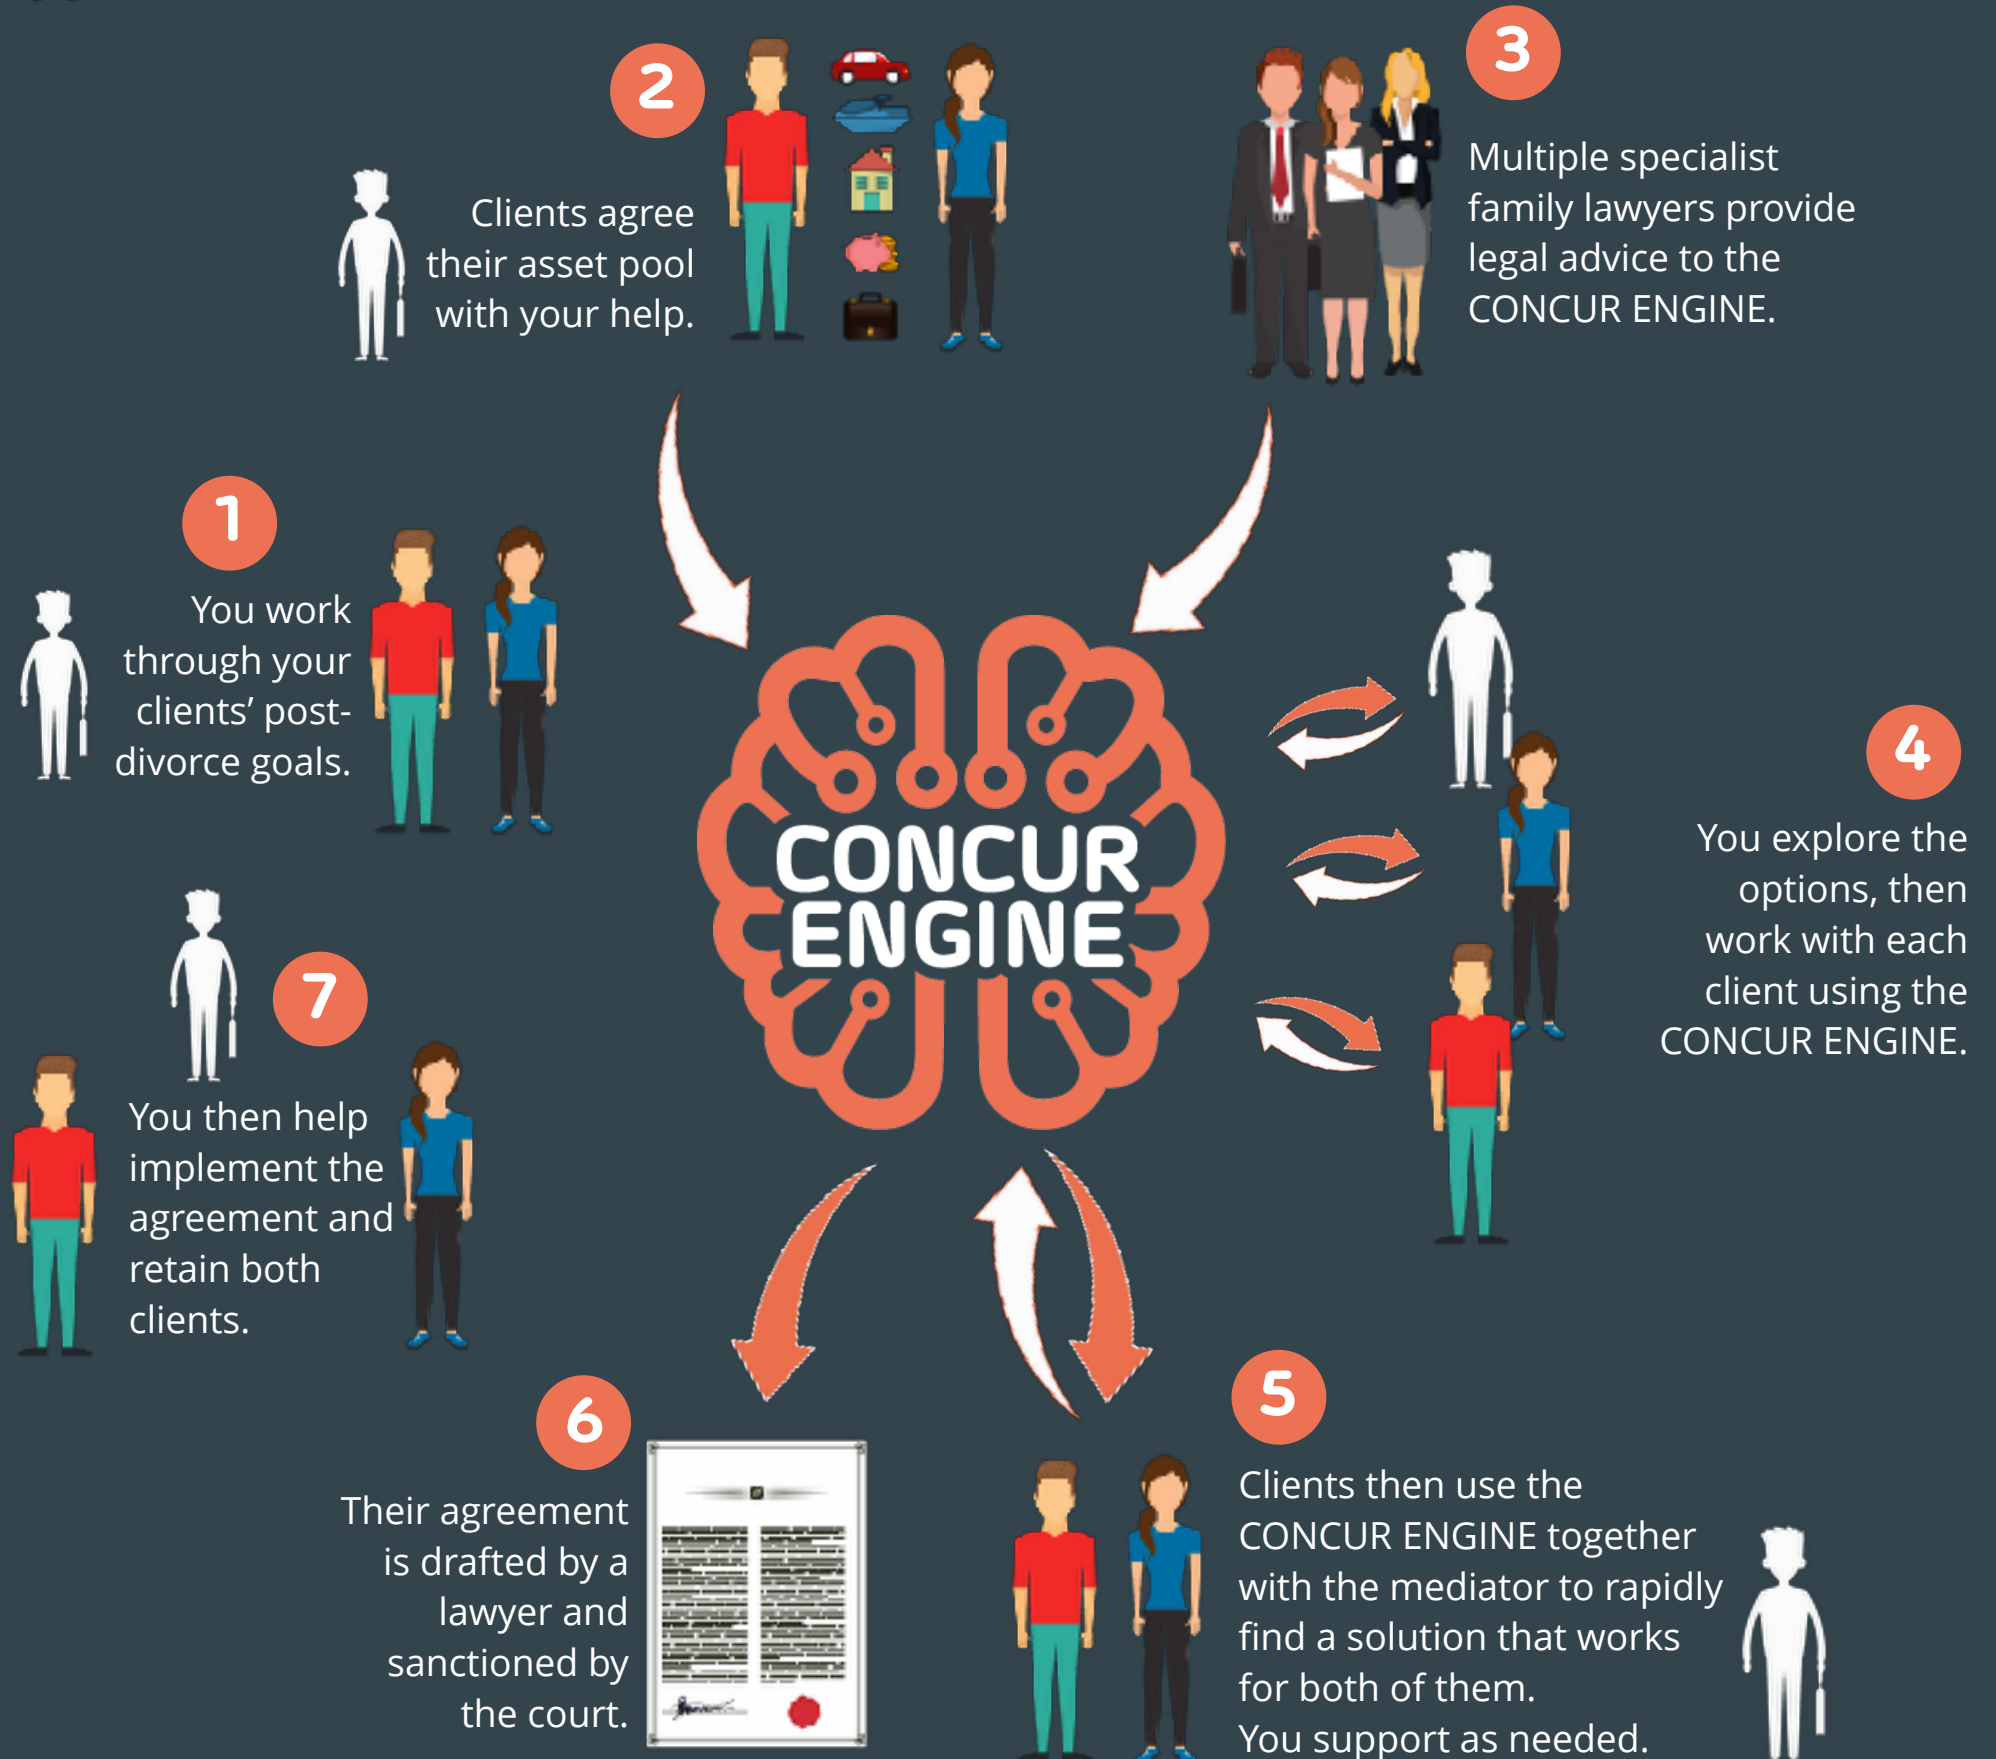 1
You work
through your
clients’ post-
divorce goals.
2
Clients agree
their asset pool
with your help.
3
Multiple specialist
family lawyers provide
legal advice to the
CONCUR ENGINE.
CONCUR
ENGINE
4
You explore the
options, then
work with each
client using the
CONCUR ENGINE.
5
Clients then use the
CONCUR ENGINE together
with the mediator to rapidly
find a solution that works
for both of them.
You support as needed.
6
Their agreement
is drafted by a
lawyer and
sanctioned by
the court.
7
You then help
implement the
agreement and
retain both
clients.